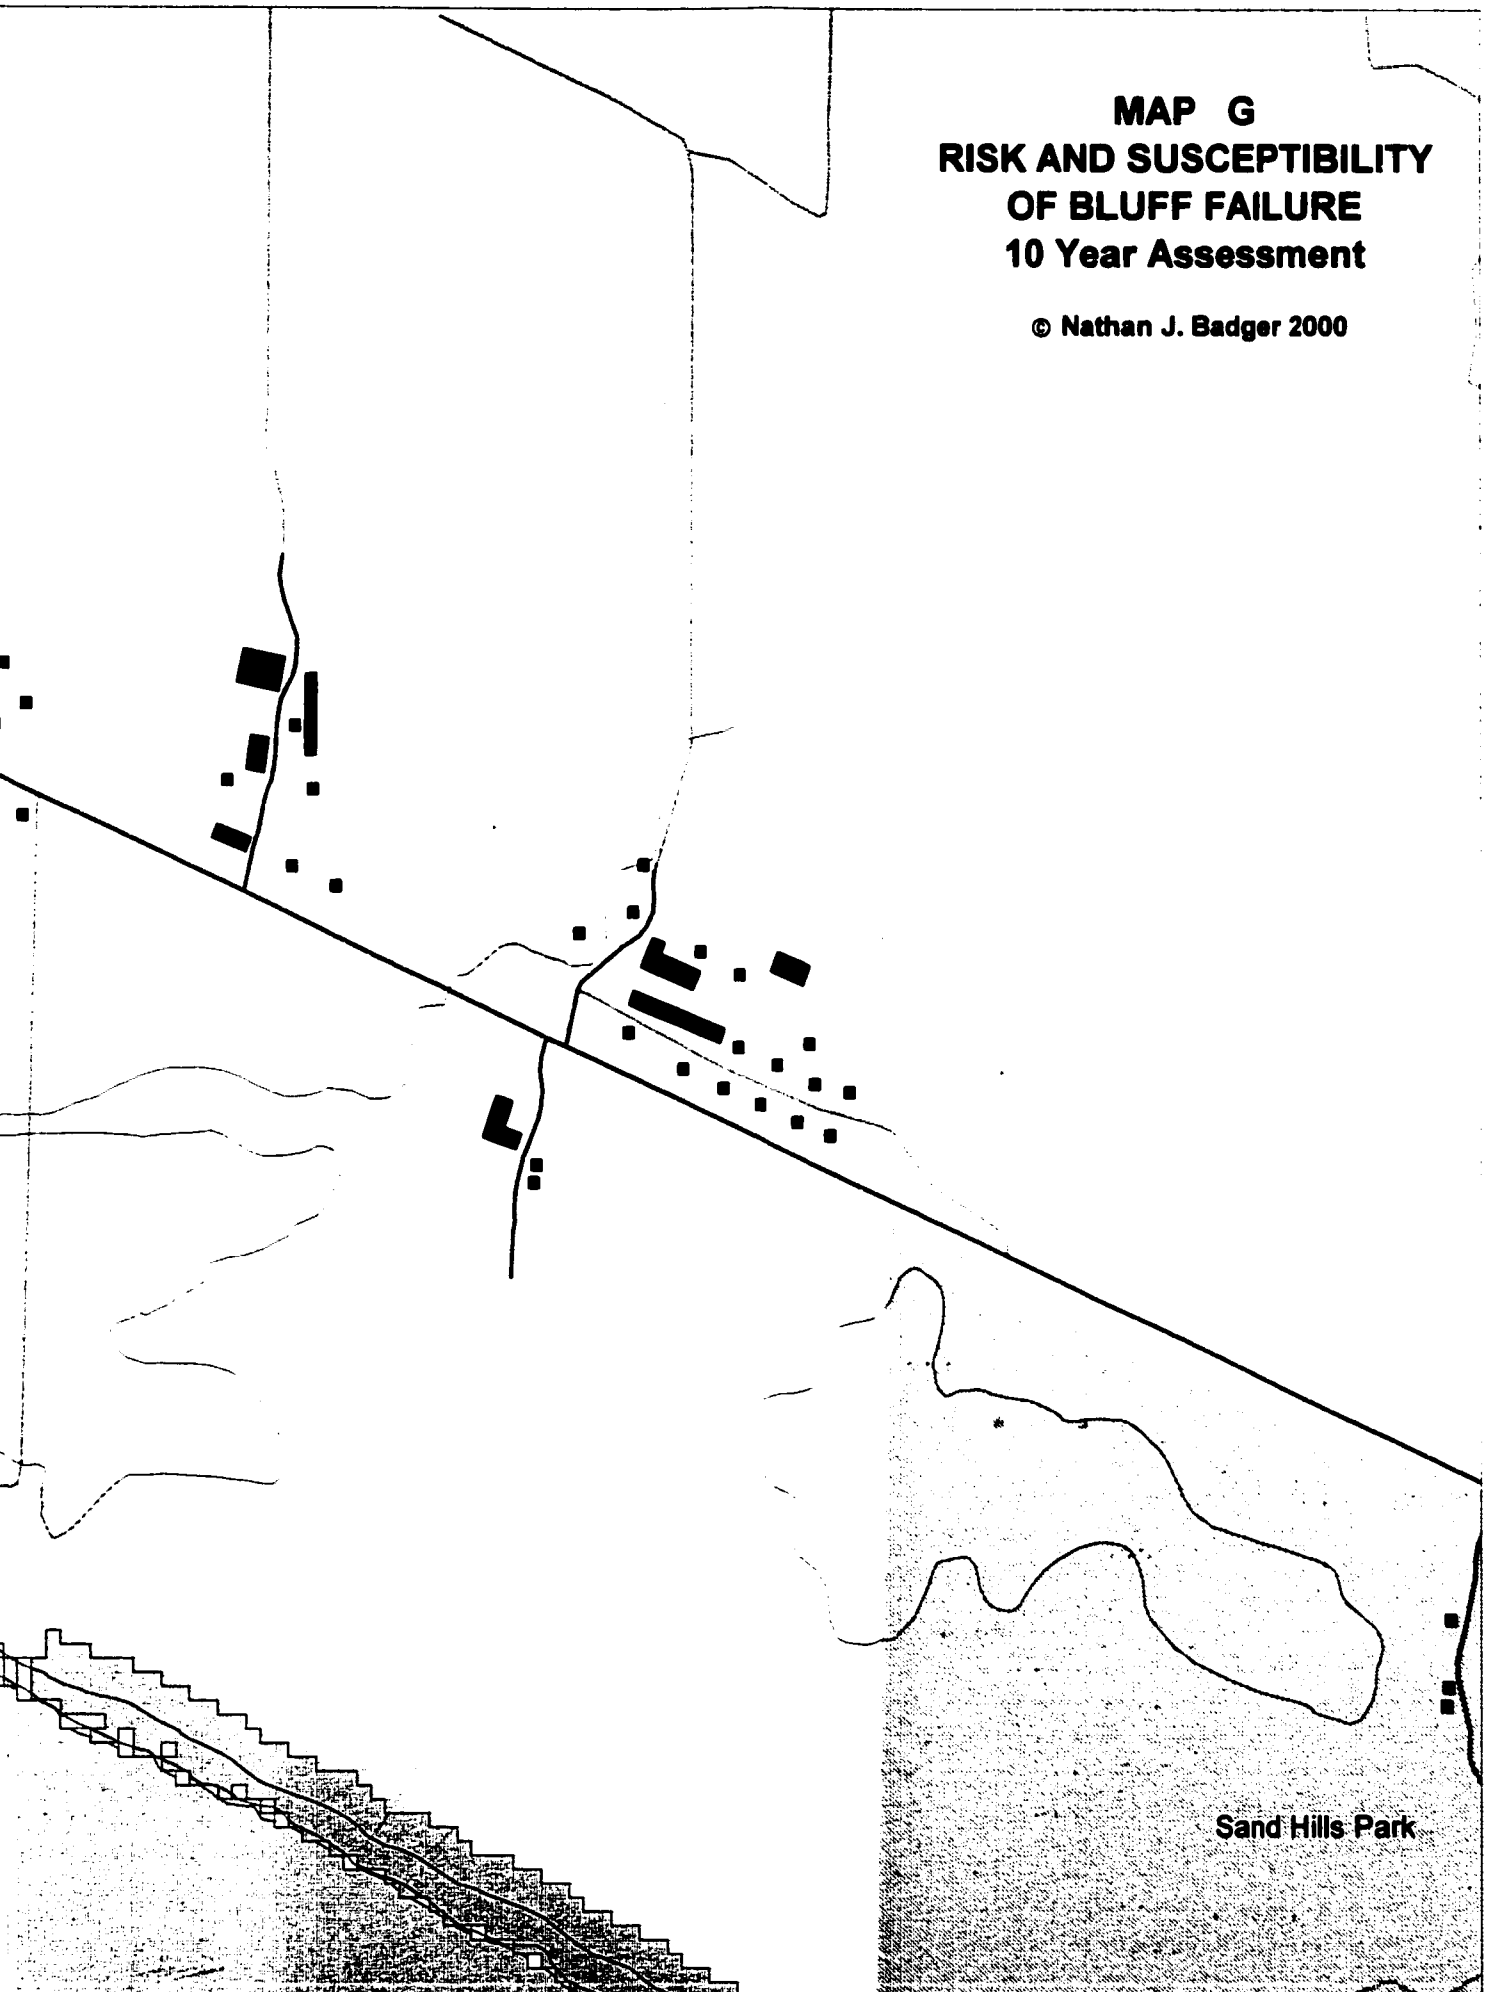 MAP G
RISK AND SUSCEPTIBILITY
OF BLUFF FAILURE
10 Year Assessment
© Nathan J. Badger 2000
Sand Hills Park